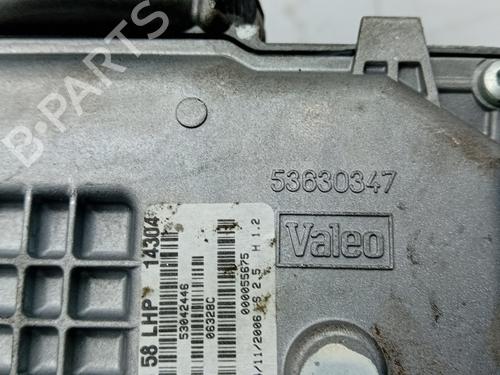 B-PARTS
53630347
Valeo
58 LHP 14304
53042446
06328C
000055675
/11/2006 S 2.5 H 1.2